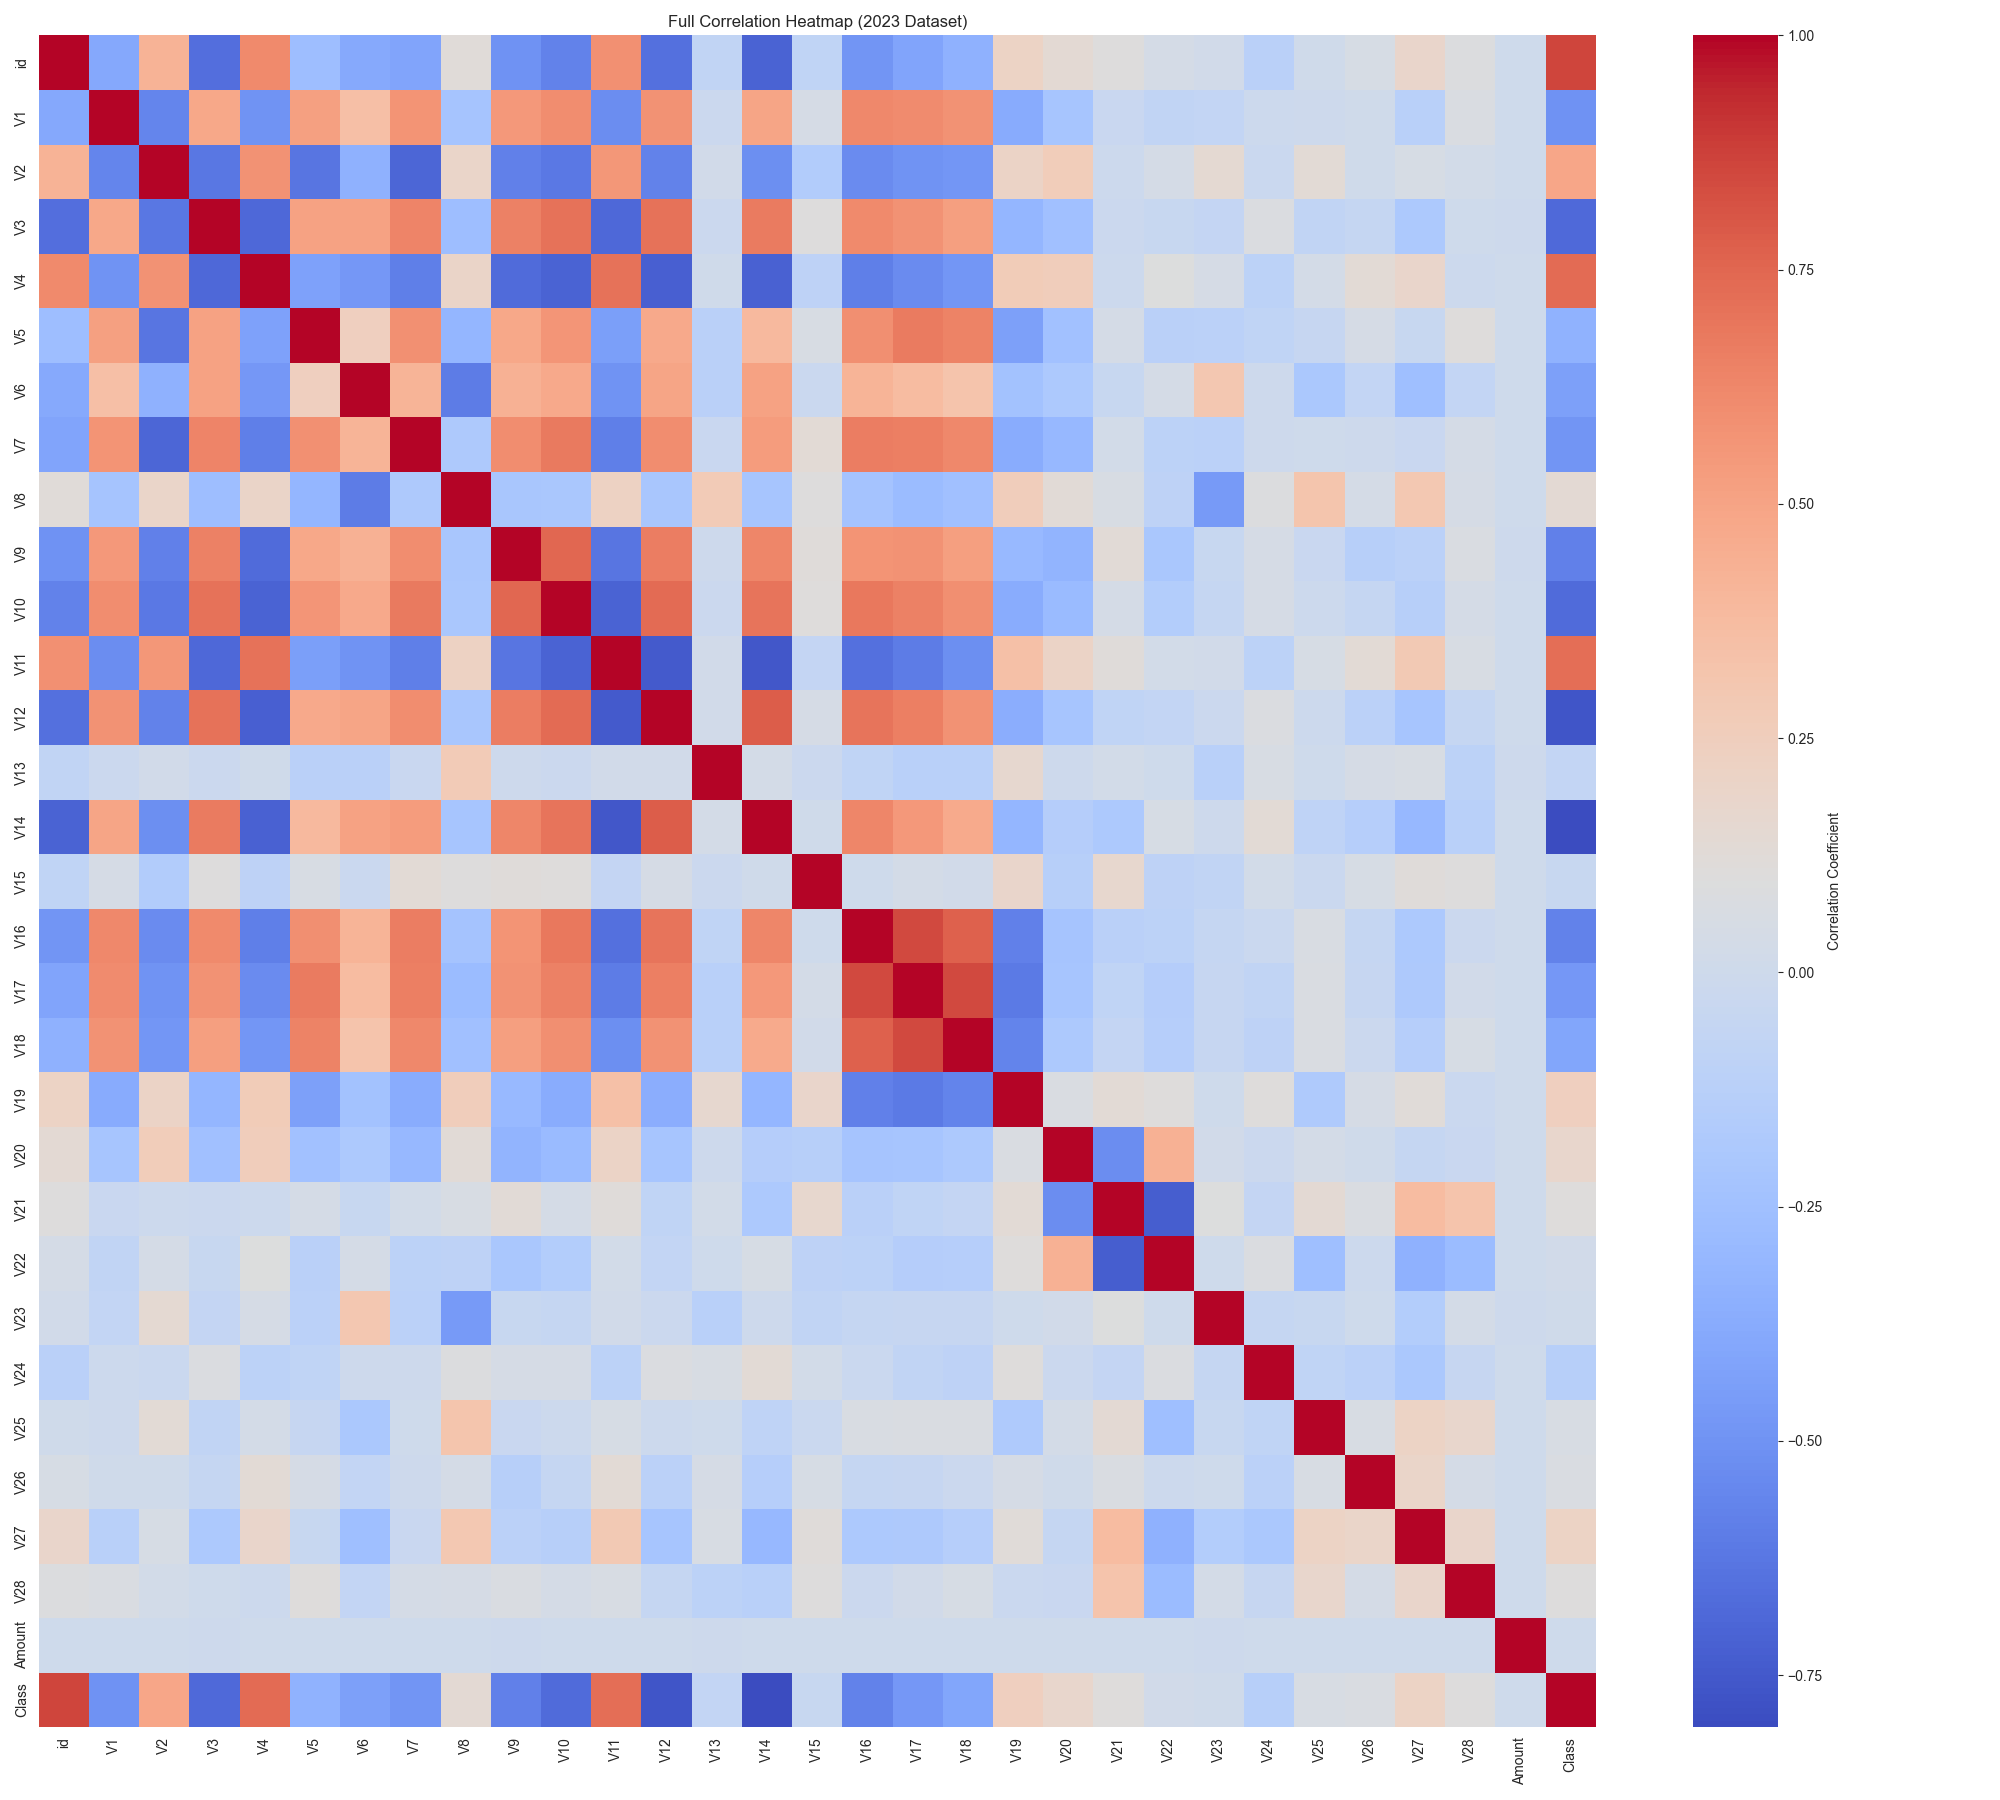 Full Correlation Heatmap (2023 Dataset)
id
V1
V2
V3
V4
V5
V6
V7
V8
V9
V10
V11
V12
V13
V14
V15
V16
V17
V18
V19
V20
V21
V22
V23
V24
V25
V26
V27
V28
Amount
Class
id V1 V2 V3 V4 V5 V6 V7 V8 V9 V10 V11 V12 V13 V14 V15 V16 V17 V18 V19 V20 V21 V22 V23 V24 V25 V26 V27 V28 Amount Class
1.00
0.75
0.50
0.25
0.00
−0.25
−0.50
−0.75
Correlation Coefficient